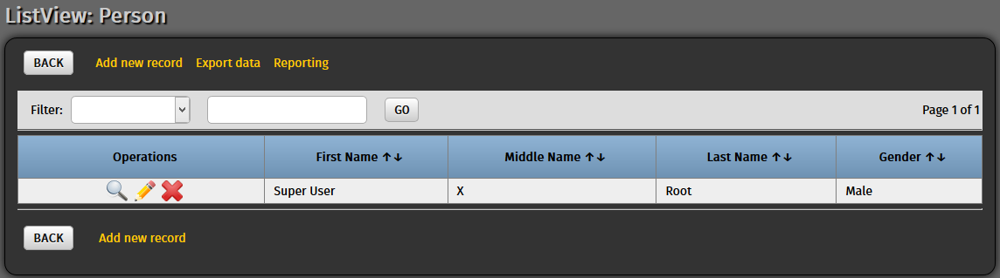 ListView: Person
BACK Add new record Export data Reporting
Filter: GO Page 1 of 1
Operations First Name ↑↓ Middle Name ↑↓ Last Name ↑↓ Gender ↑↓
Super User X Root Male
BACK Add new record